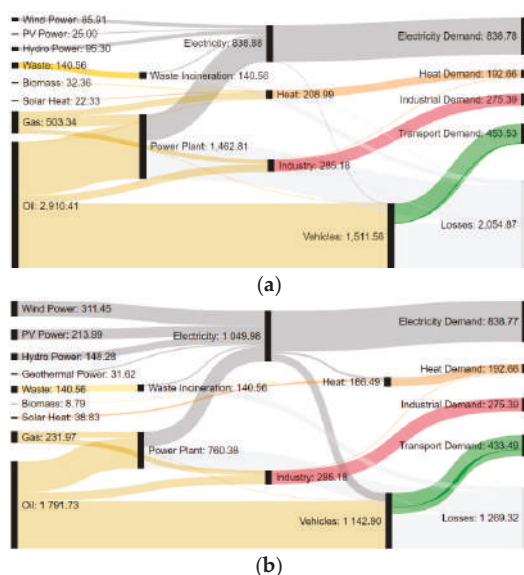 Wind Power: 85.91
PV Power: 25.00
Hydro Power: 95.30
Waste: 140.56
Biomass: 32.36
Solar Heat: 22.33
Gas: 503.34
Oil: 2,910.41
Electricity: 838.88
Waste Incineration: 140.56
Heat: 208.99
Power Plant: 1,462.81
Industry: 285.18
Vehicles: 1,511.56
Electricity Demand: 838.78
Heat Demand: 192.66
Industrial Demand: 275.39
Transport Demand: 453.53
Losses: 2,054.87
(a)
Wind Power: 311.45
PV Power: 213.99
Hydro Power: 148.28
Geothermal Power: 31.62
Waste: 140.56
Biomass: 8.79
Solar Heat: 38.83
Gas: 231.97
Oil: 1 791.73
Electricity: 1 049.98
Waste Incineration: 140.56
Heat: 166.49
Power Plant: 760.38
Industry: 285.18
Vehicles: 1 142.90
Electricity Demand: 838.77
Heat Demand: 192.66
Industrial Demand: 275.39
Transport Demand: 433.49
Losses: 1 269.32
(b)